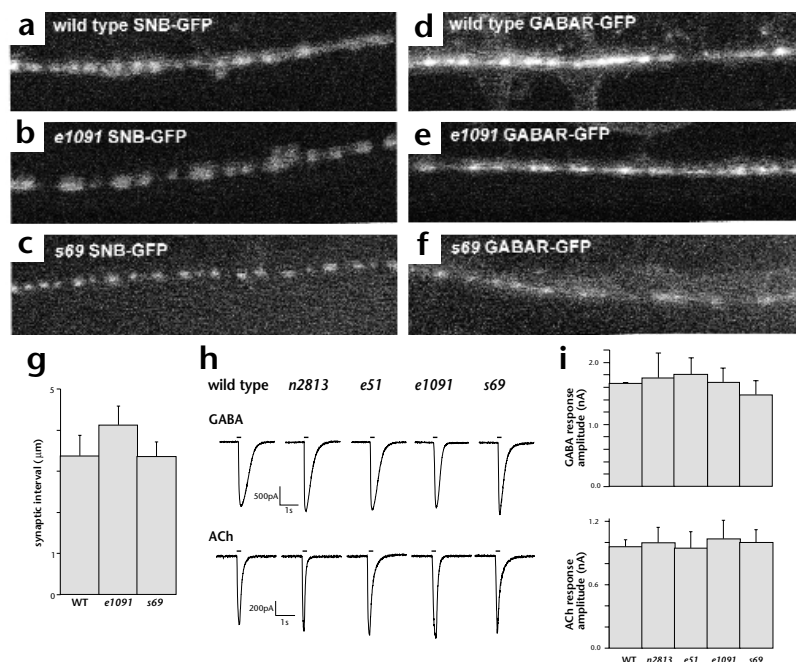 a
wild type SNB-GFP
b
e1091 SNB-GFP
c
s69 SNB-GFP
d
wild type GABAR-GFP
e
e1091 GABAR-GFP
f
s69 GABAR-GFP
g
5
synaptic interval (μm)
1
0
WT e1091 s69
h
wild type n2813 e51 e1091 s69
GABA
500pA
1s
ACh
200pA
1s
i
2.0
GABA response
amplitude (nA)
1.0
0.0
1.2
ACh response
amplitude (nA)
0.6
0.0
WT n2813 e51 e1091 s69